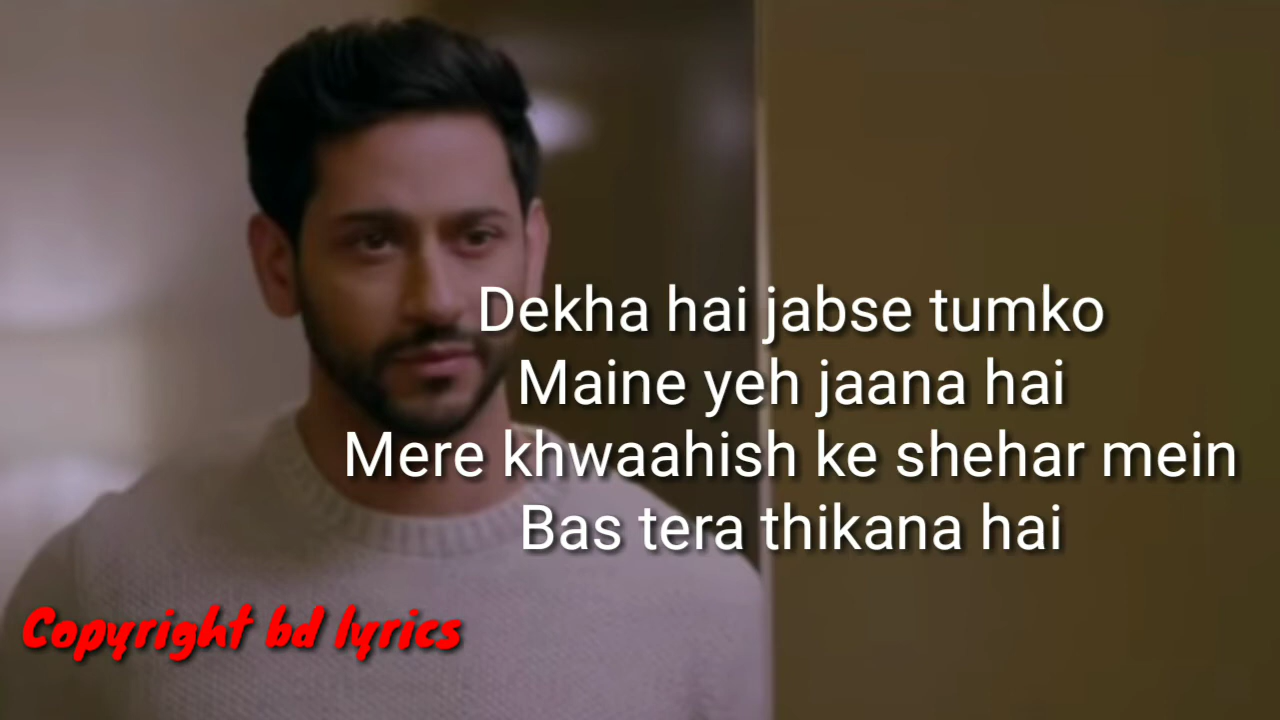 Dekha hai jabse tumko
Maine yeh jaana hai
Mere khwaahish ke shehar mein
Bas tera thikana hai
Copyright bd lyrics